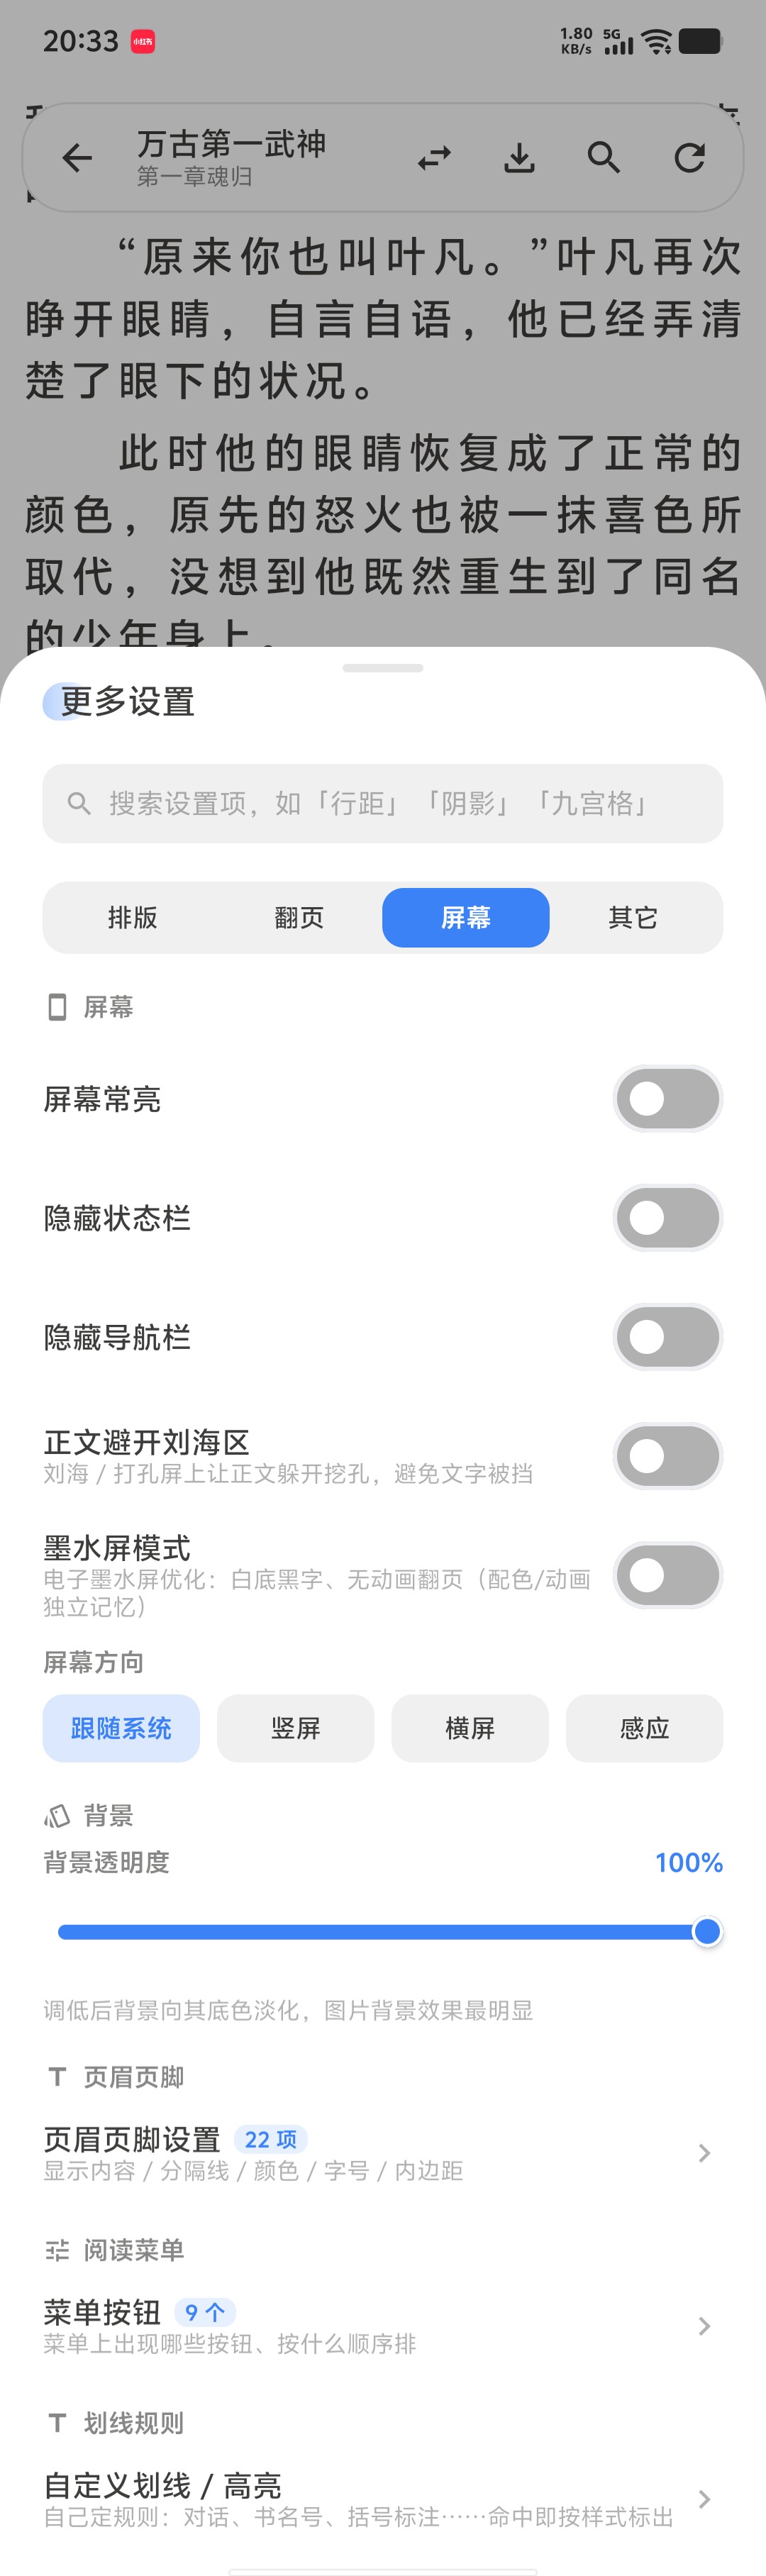 20:33
小红书
1.80
KB/s
5G
万古第一武神
第一章魂归
“原来你也叫叶凡。”叶凡再次
睁开眼睛，自言自语，他已经弄清
楚了眼下的状况。
此时他的眼睛恢复成了正常的
颜色，原先的怒火也被一抹喜色所
取代，没想到他既然重生到了同名
的少年身上。
更多设置
搜索设置项，如「行距」「阴影」「九宫格」
排版
翻页
屏幕
其它
屏幕
屏幕常亮
隐藏状态栏
隐藏导航栏
正文避开刘海区
刘海 / 打孔屏上让正文躲开挖孔，避免文字被挡
墨水屏模式
电子墨水屏优化：白底黑字、无动画翻页（配色/动画
独立记忆）
屏幕方向
跟随系统
竖屏
横屏
感应
背景
背景透明度
100%
调低后背景向其底色淡化，图片背景效果最明显
页眉页脚
页眉页脚设置
22 项
显示内容 / 分隔线 / 颜色 / 字号 / 内边距
阅读菜单
菜单按钮
9 个
菜单上出现哪些按钮、按什么顺序排
划线规则
自定义划线 / 高亮
自己定规则：对话、书名号、括号标注……命中即按样式标出